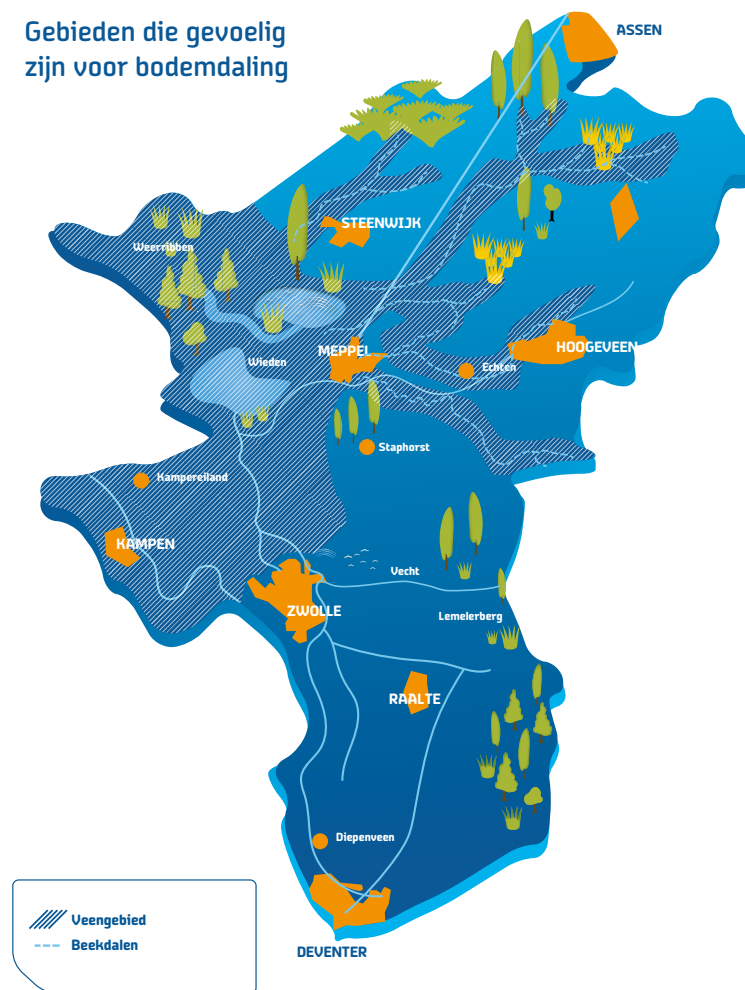 Gebieden die gevoelig
zijn voor bodemdaling
ASSEN
STEENWIJK
Weerribben
MEPPEL
HOOGEVEEN
Wieden
Echten
Staphorst
Kampereiland
KAMPEN
Vecht
ZWOLLE
Lemelerberg
RAALTE
Diepenveen
Veengebied
Beekdalen
DEVENTER